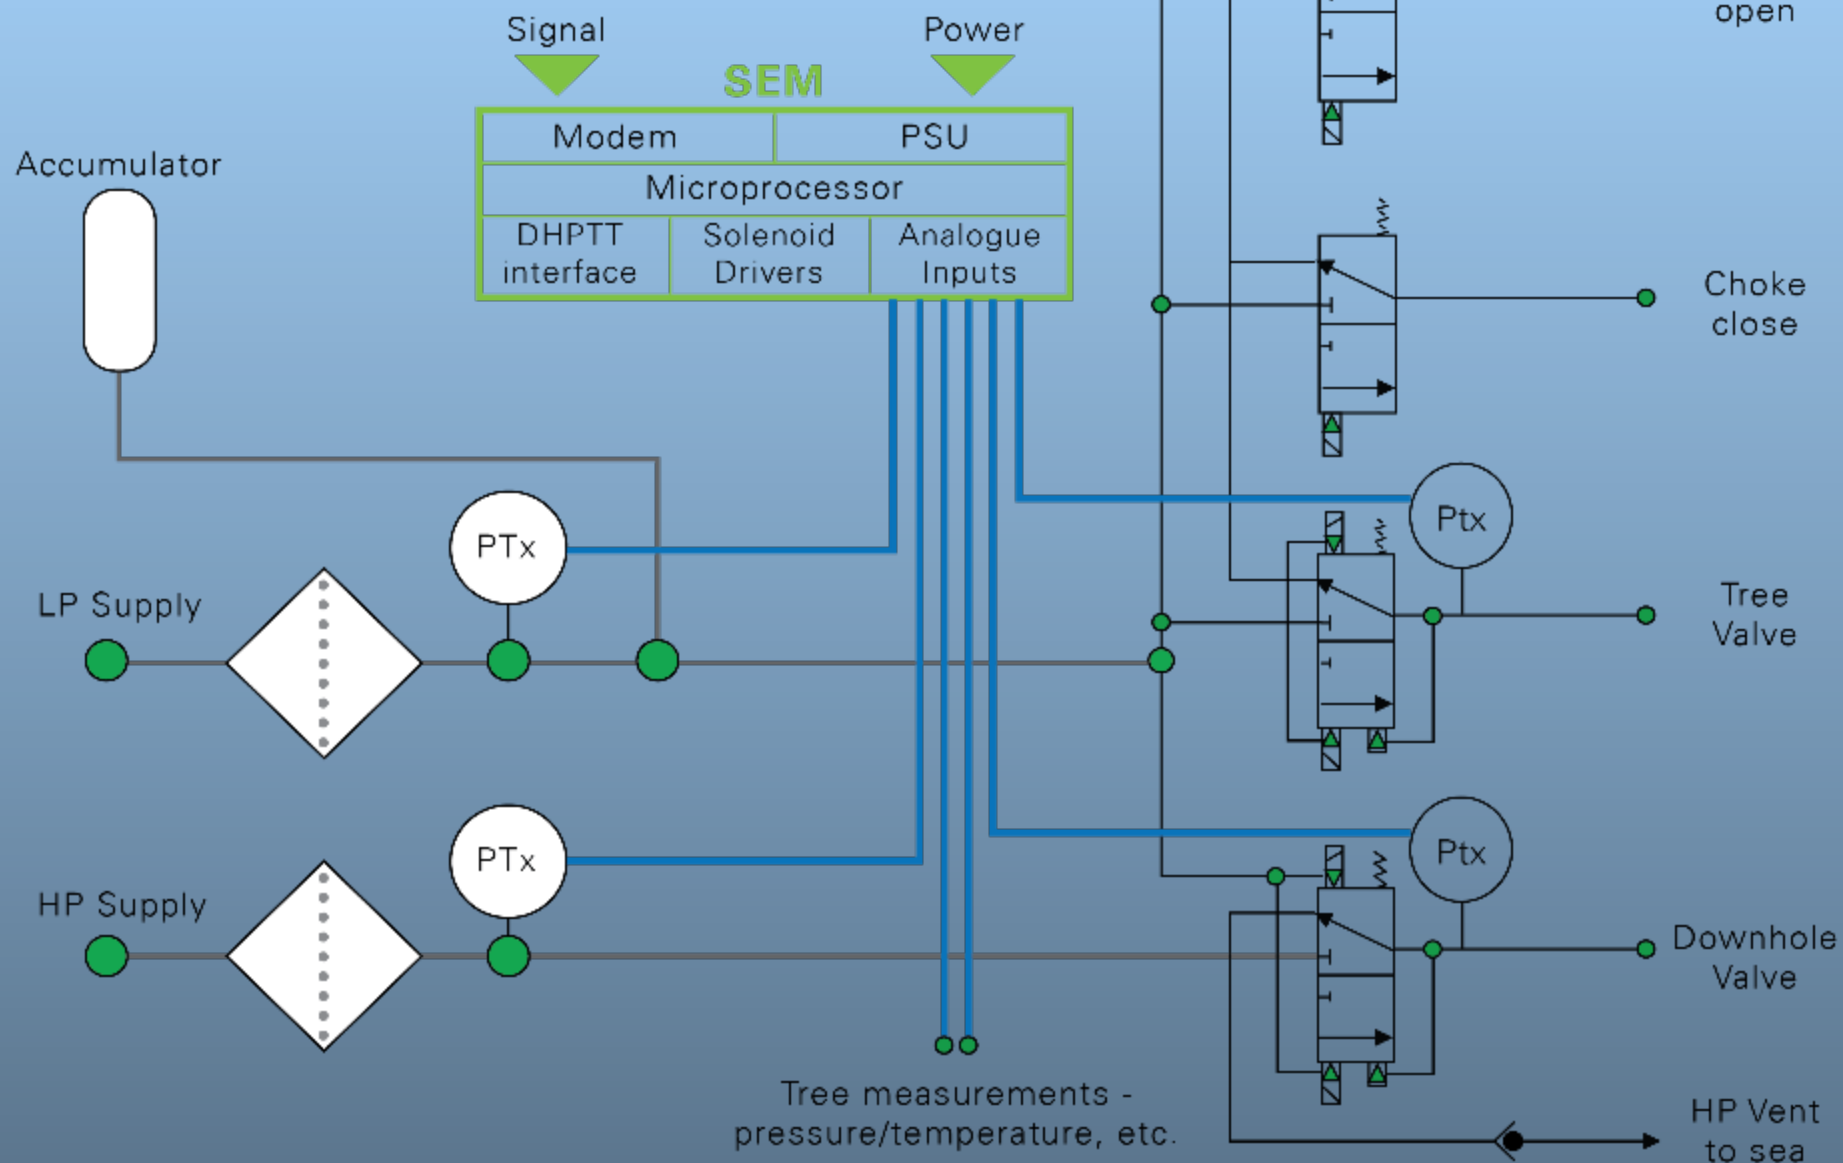 open
Signal
Power
SEM
Modem
PSU
Microprocessor
DHPTT
interface
Solenoid
Drivers
Analogue
Inputs
Accumulator
Choke
close
PTx
Ptx
LP Supply
Tree
Valve
PTx
Ptx
HP Supply
Downhole
Valve
Tree measurements -
pressure/temperature, etc.
HP Vent
to sea